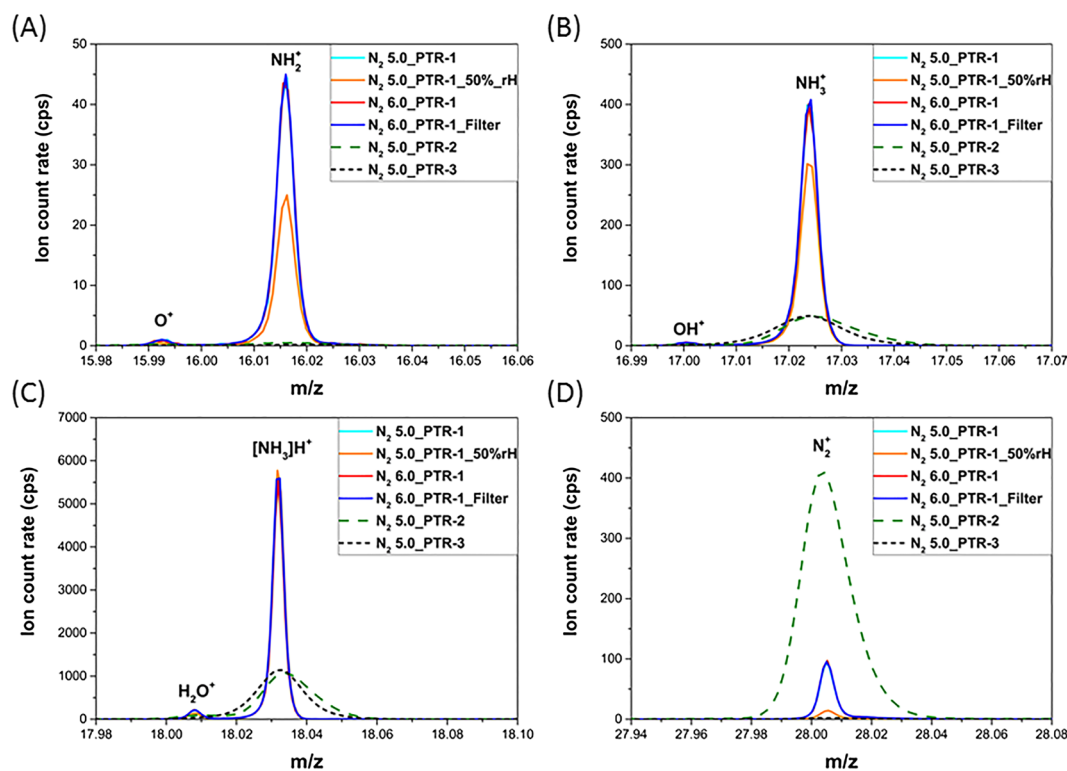 (A)
Ion count rate (cps)
50
40
30
20
10
0
NH₂⁺
O⁺
N₂ 5.0_PTR-1
N₂ 5.0_PTR-1_50%_rH
N₂ 6.0_PTR-1
N₂ 6.0_PTR-1_Filter
N₂ 5.0_PTR-2
N₂ 5.0_PTR-3
15.98 15.99 16.00 16.01 16.02 16.03 16.04 16.05 16.06
m/z
(B)
Ion count rate (cps)
500
400
300
200
100
0
NH₃⁺
OH⁺
N₂ 5.0_PTR-1
N₂ 5.0_PTR-1_50%rH
N₂ 6.0_PTR-1
N₂ 6.0_PTR-1_Filter
N₂ 5.0_PTR-2
N₂ 5.0_PTR-3
16.99 17.00 17.01 17.02 17.03 17.04 17.05 17.06 17.07
m/z
(C)
Ion count rate (cps)
7000
6000
5000
4000
3000
2000
1000
0
[NH₃]H⁺
H₂O⁺
N₂ 5.0_PTR-1
N₂ 5.0_PTR-1_50%rH
N₂ 6.0_PTR-1
N₂ 6.0_PTR-1_Filter
N₂ 5.0_PTR-2
N₂ 5.0_PTR-3
17.98 18.00 18.02 18.04 18.06 18.08 18.10
m/z
(D)
Ion count rate (cps)
500
400
300
200
100
0
N₂⁺
N₂ 5.0_PTR-1
N₂ 5.0_PTR-1_50%rH
N₂ 6.0_PTR-1
N₂ 6.0_PTR-1_Filter
N₂ 5.0_PTR-2
N₂ 5.0_PTR-3
27.94 27.96 27.98 28.00 28.02 28.04 28.06 28.08
m/z